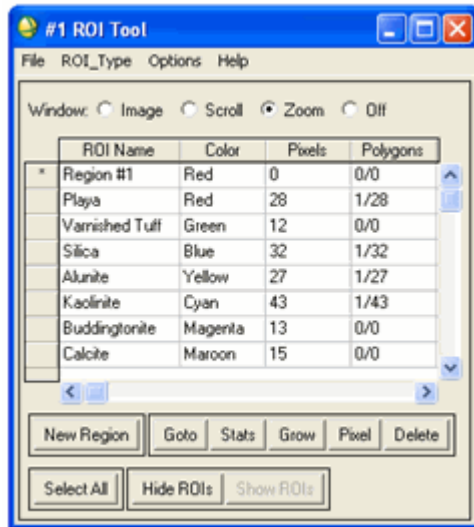 #1 ROI Tool
File ROI_Type Options Help
Window: Image Scroll Zoom Off
ROI Name Color Pixels Polygons
* Region #1 Red 0 0/0
Playa Red 28 1/28
Varnished Tuff Green 12 0/0
Silica Blue 32 1/32
Alunite Yellow 27 1/27
Kaolinite Cyan 43 1/43
Buddingtonite Magenta 13 0/0
Calcite Maroon 15 0/0
New Region Goto Stats Grow Pixel Delete
Select All Hide ROIs Show ROIs